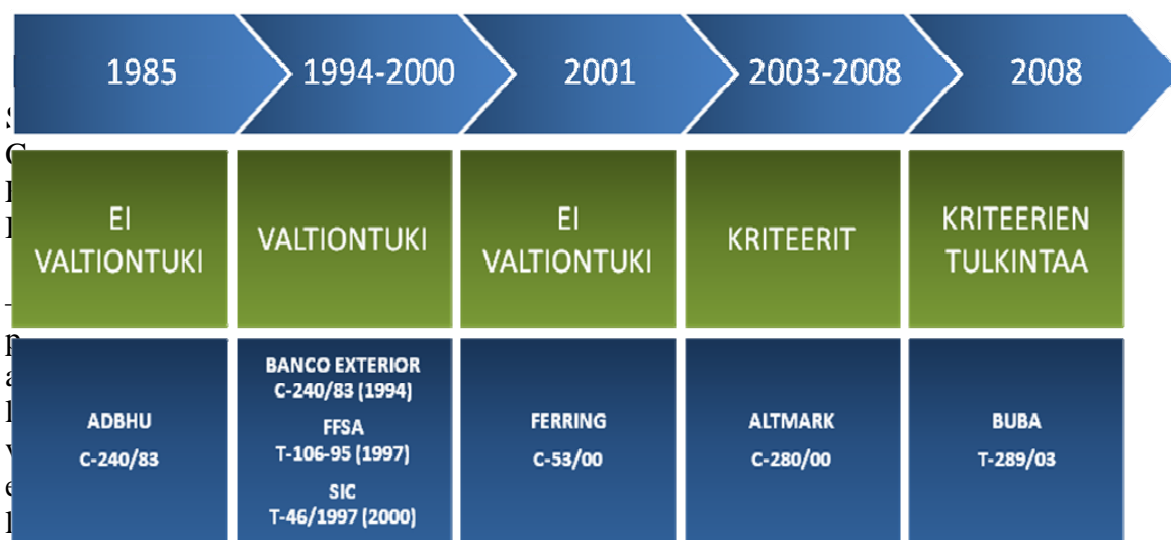 1985
1994-2000
2001
2003-2008
2008
EI
VALTIONTUKI
VALTIONTUKI
EI
VALTIONTUKI
KRITEERIT
KRITEERIEN
TULKINTAA
ADBHU
C-240/83
BANCO EXTERIOR
C-240/83 (1994)
FFSA
T-106-95 (1997)
SIC
T-46/1997 (2000)
FERRING
C-53/00
ALTMARK
C-280/00
BUBA
T-289/03